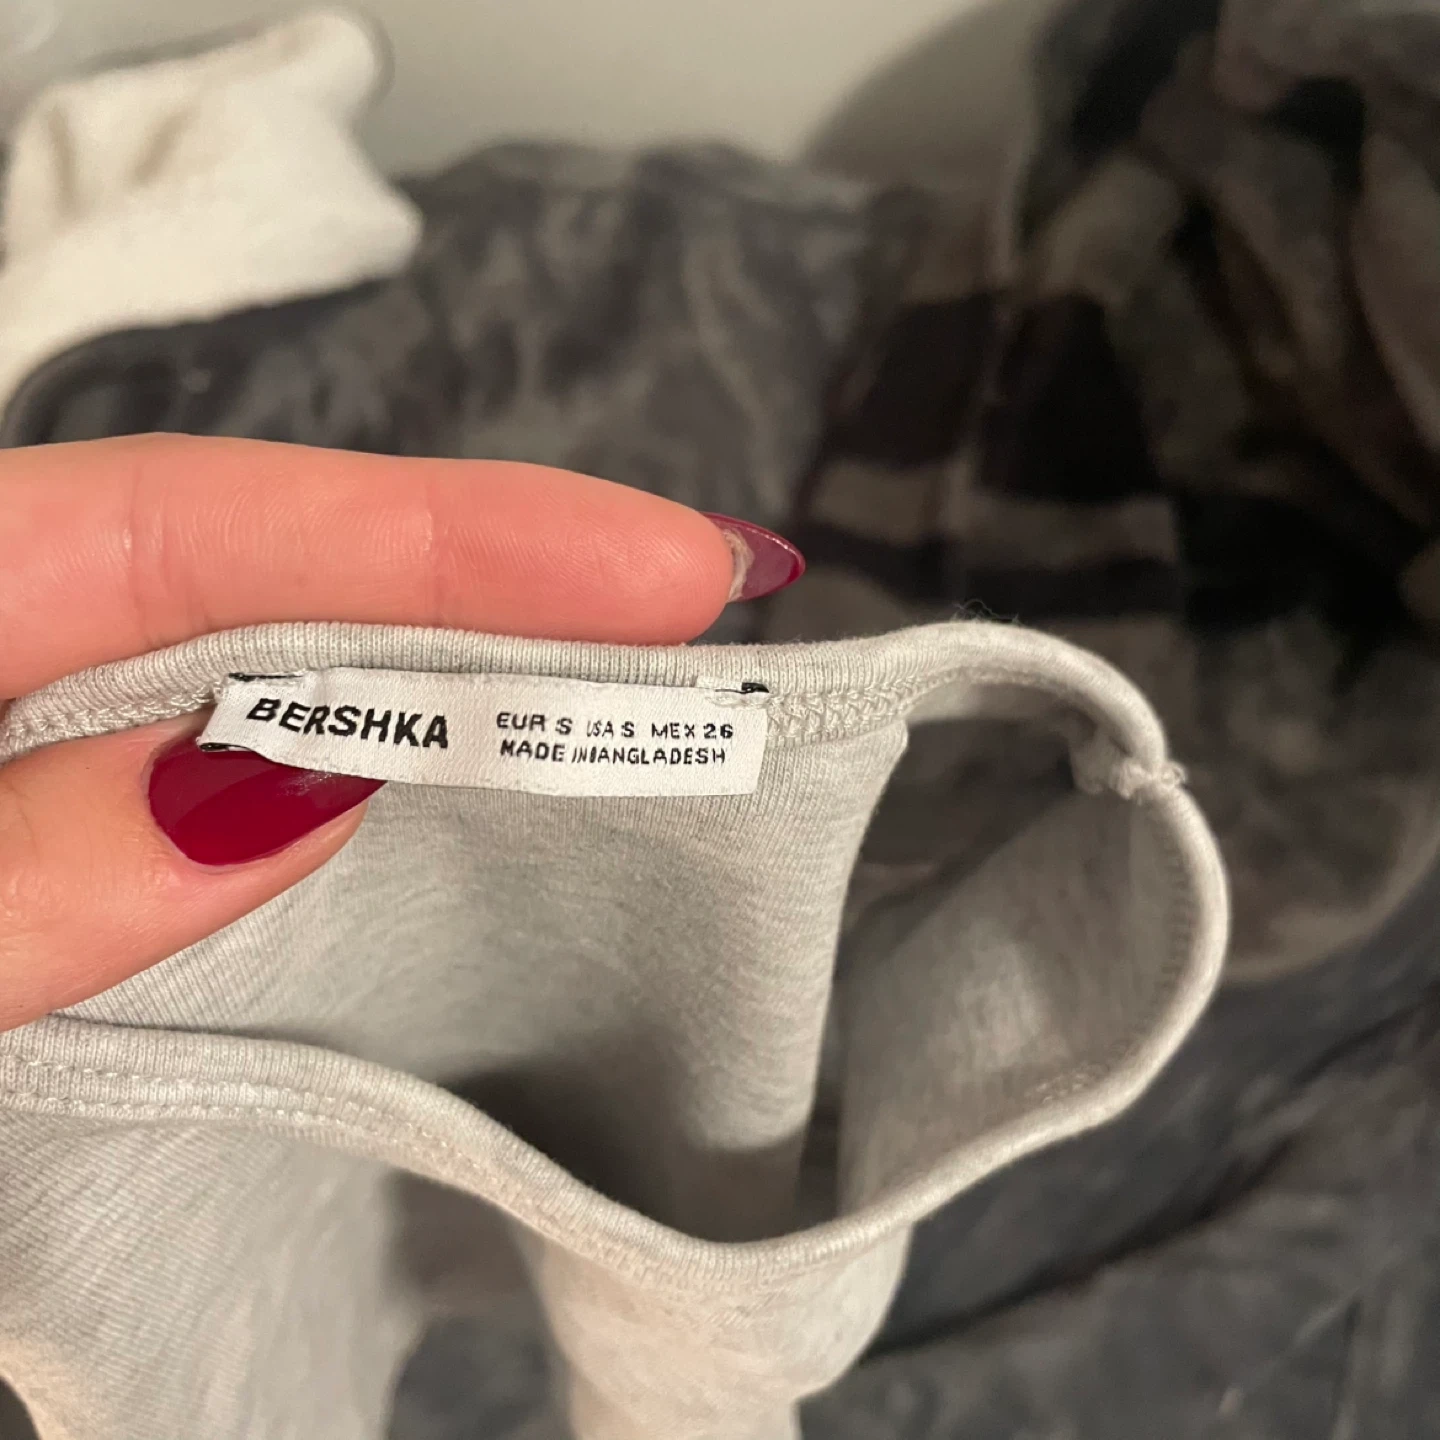 BERSHKA
EUR S USA S MEX 26
MADE IN BANGLADESH